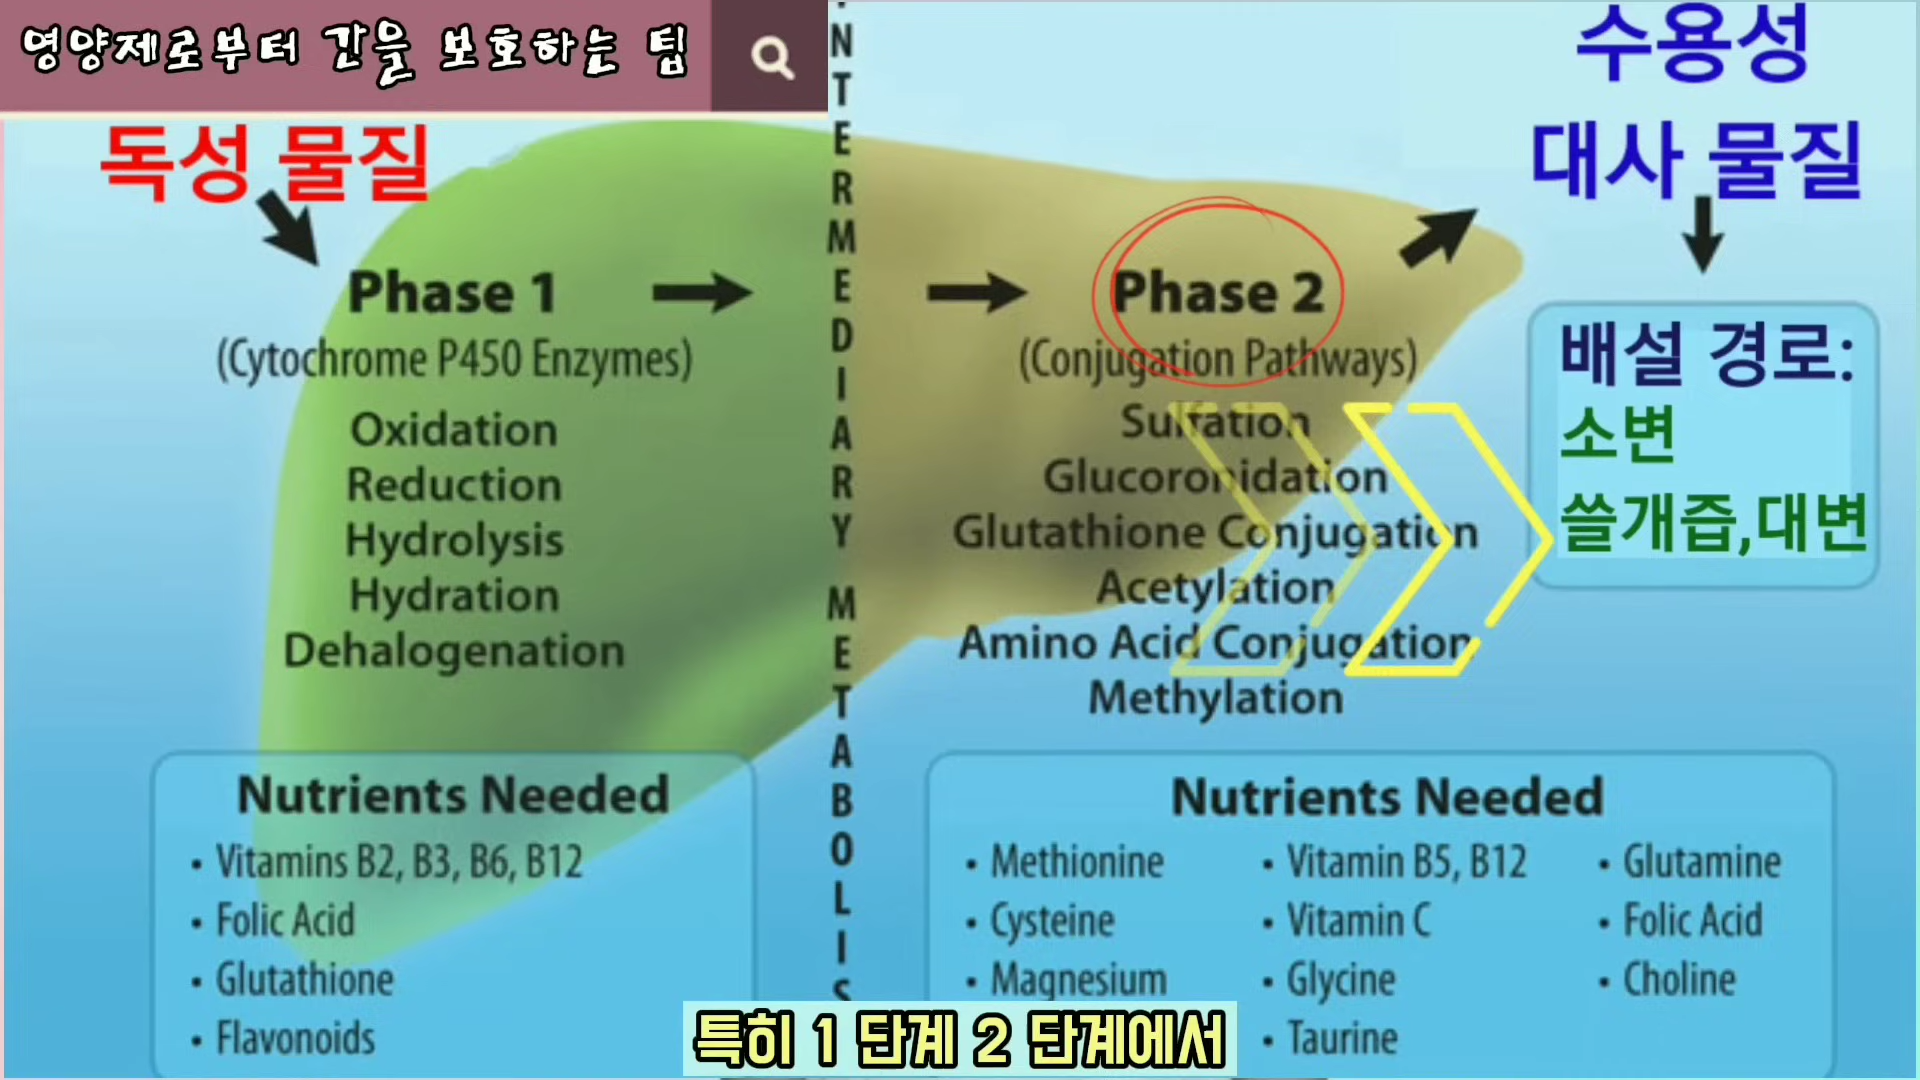 영양제로부터 간을 보호하는 팁
독성 물질
Phase 1
(Cytochrome P450 Enzymes)
Oxidation
Reduction
Hydrolysis
Hydration
Dehalogenation
Nutrients Needed
• Vitamins B2, B3, B6, B12
• Folic Acid
• Glutathione
• Flavonoids
NTERMEDIARY METABOLIS
Phase 2
(Conjugation Pathways)
Sulfation
Glucoronidation
Glutathione Conjugation
Acetylation
Amino Acid Conjugation
Methylation
Nutrients Needed
• Methionine
• Cysteine
• Magnesium
• Vitamin B5, B12
• Vitamin C
• Glycine
• Taurine
• Glutamine
• Folic Acid
• Choline
수용성
대사 물질
배설 경로:
소변
쓸개즙,대변
특히 1 단계 2 단계에서